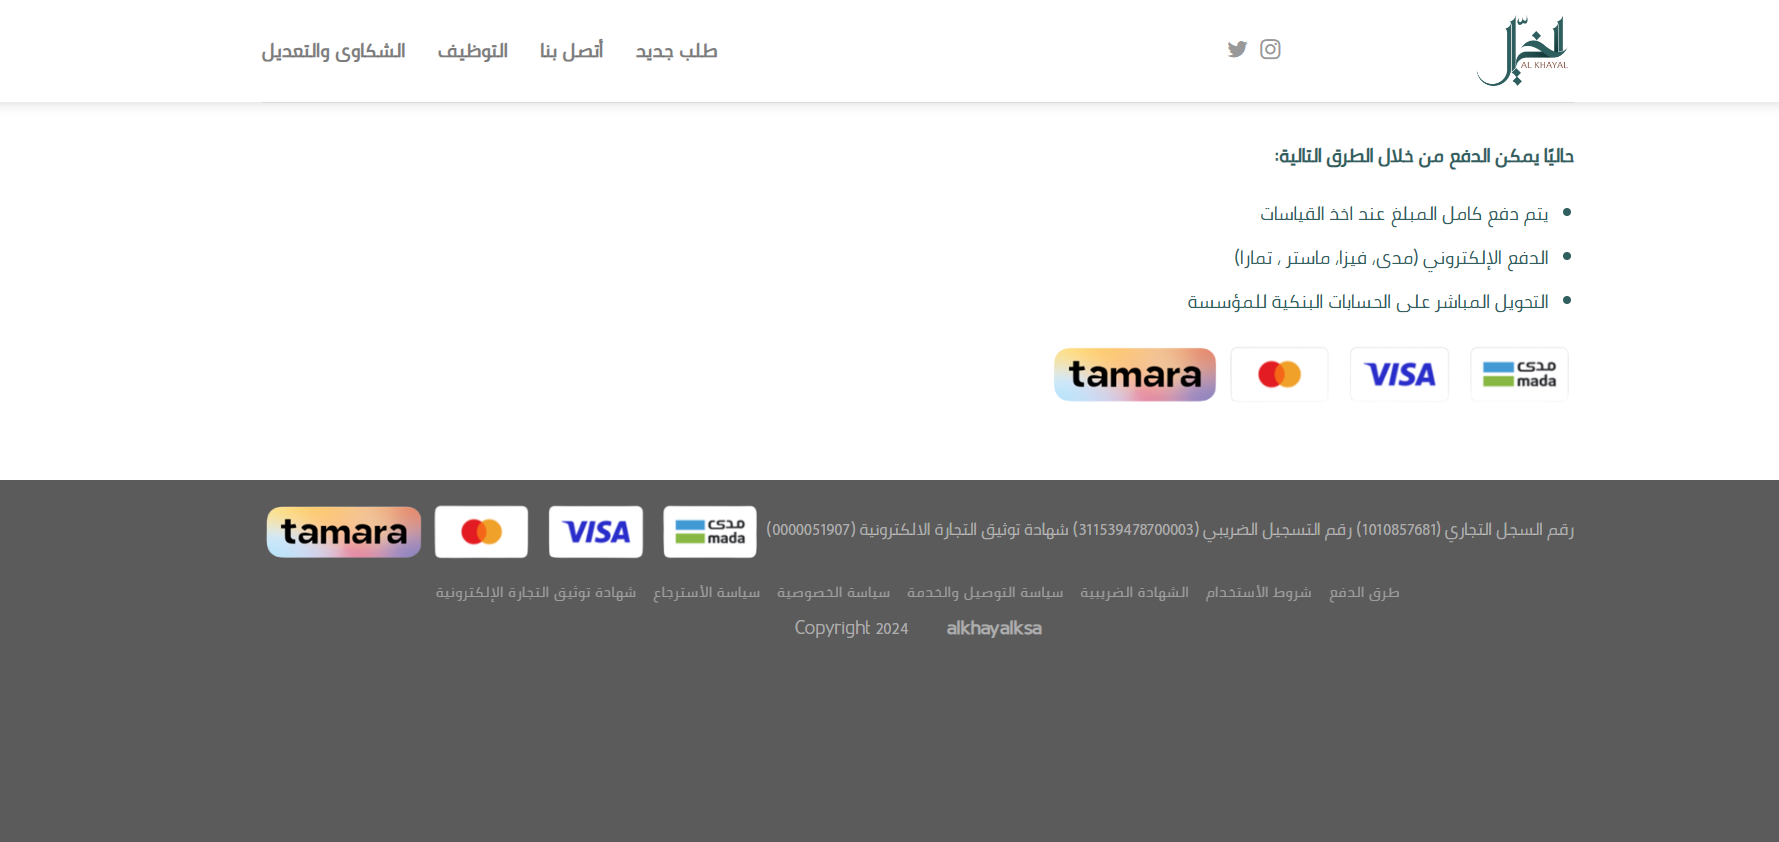 الخيال
AL KHAYAL
طلب جديد
أتصل بنا
التوظيف
الشكاوى والتعديل
حاليًا يمكن الدفع من خلال الطرق التالية:
يتم دفع كامل المبلغ عند اخذ القياسات
الدفع الإلكتروني (مدى، فيزا، ماستر ، تمارا)
التحويل المباشر على الحسابات البنكية للمؤسسة
مدى mada
VISA
tamara
رقم السجل التجاري (1010857681) رقم التسجيل الضريبي (311539478700003) شهادة توثيق التجارة الالكترونية (0000051907)
مدى mada
VISA
tamara
طرق الدفع
شروط الأستخدام
الشهادة الضريبية
سياسة التوصيل والخدمة
سياسة الخصوصية
سياسة الأسترجاع
شهادة توثيق التجارة الإلكترونية
Copyright 2024 alkhayalksa